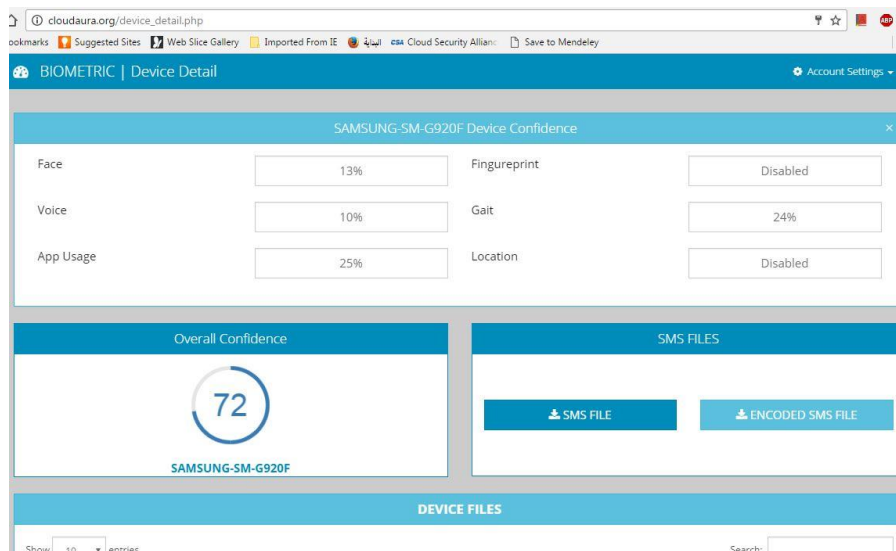 cloudaura.org/device_detail.php
ABP
ookmarks Suggested Sites Web Slice Gallery Imported From IE البداية CSA Cloud Security Allianc Save to Mendeley
BIOMETRIC | Device Detail Account Settings
SAMSUNG-SM-G920F Device Confidence ×
Face 13% Fingureprint Disabled
Voice 10% Gait 24%
App Usage 25% Location Disabled
Overall Confidence
SMS FILES
72
SMS FILE ENCODED SMS FILE
SAMSUNG-SM-G920F
DEVICE FILES
Show 10 entries Search: